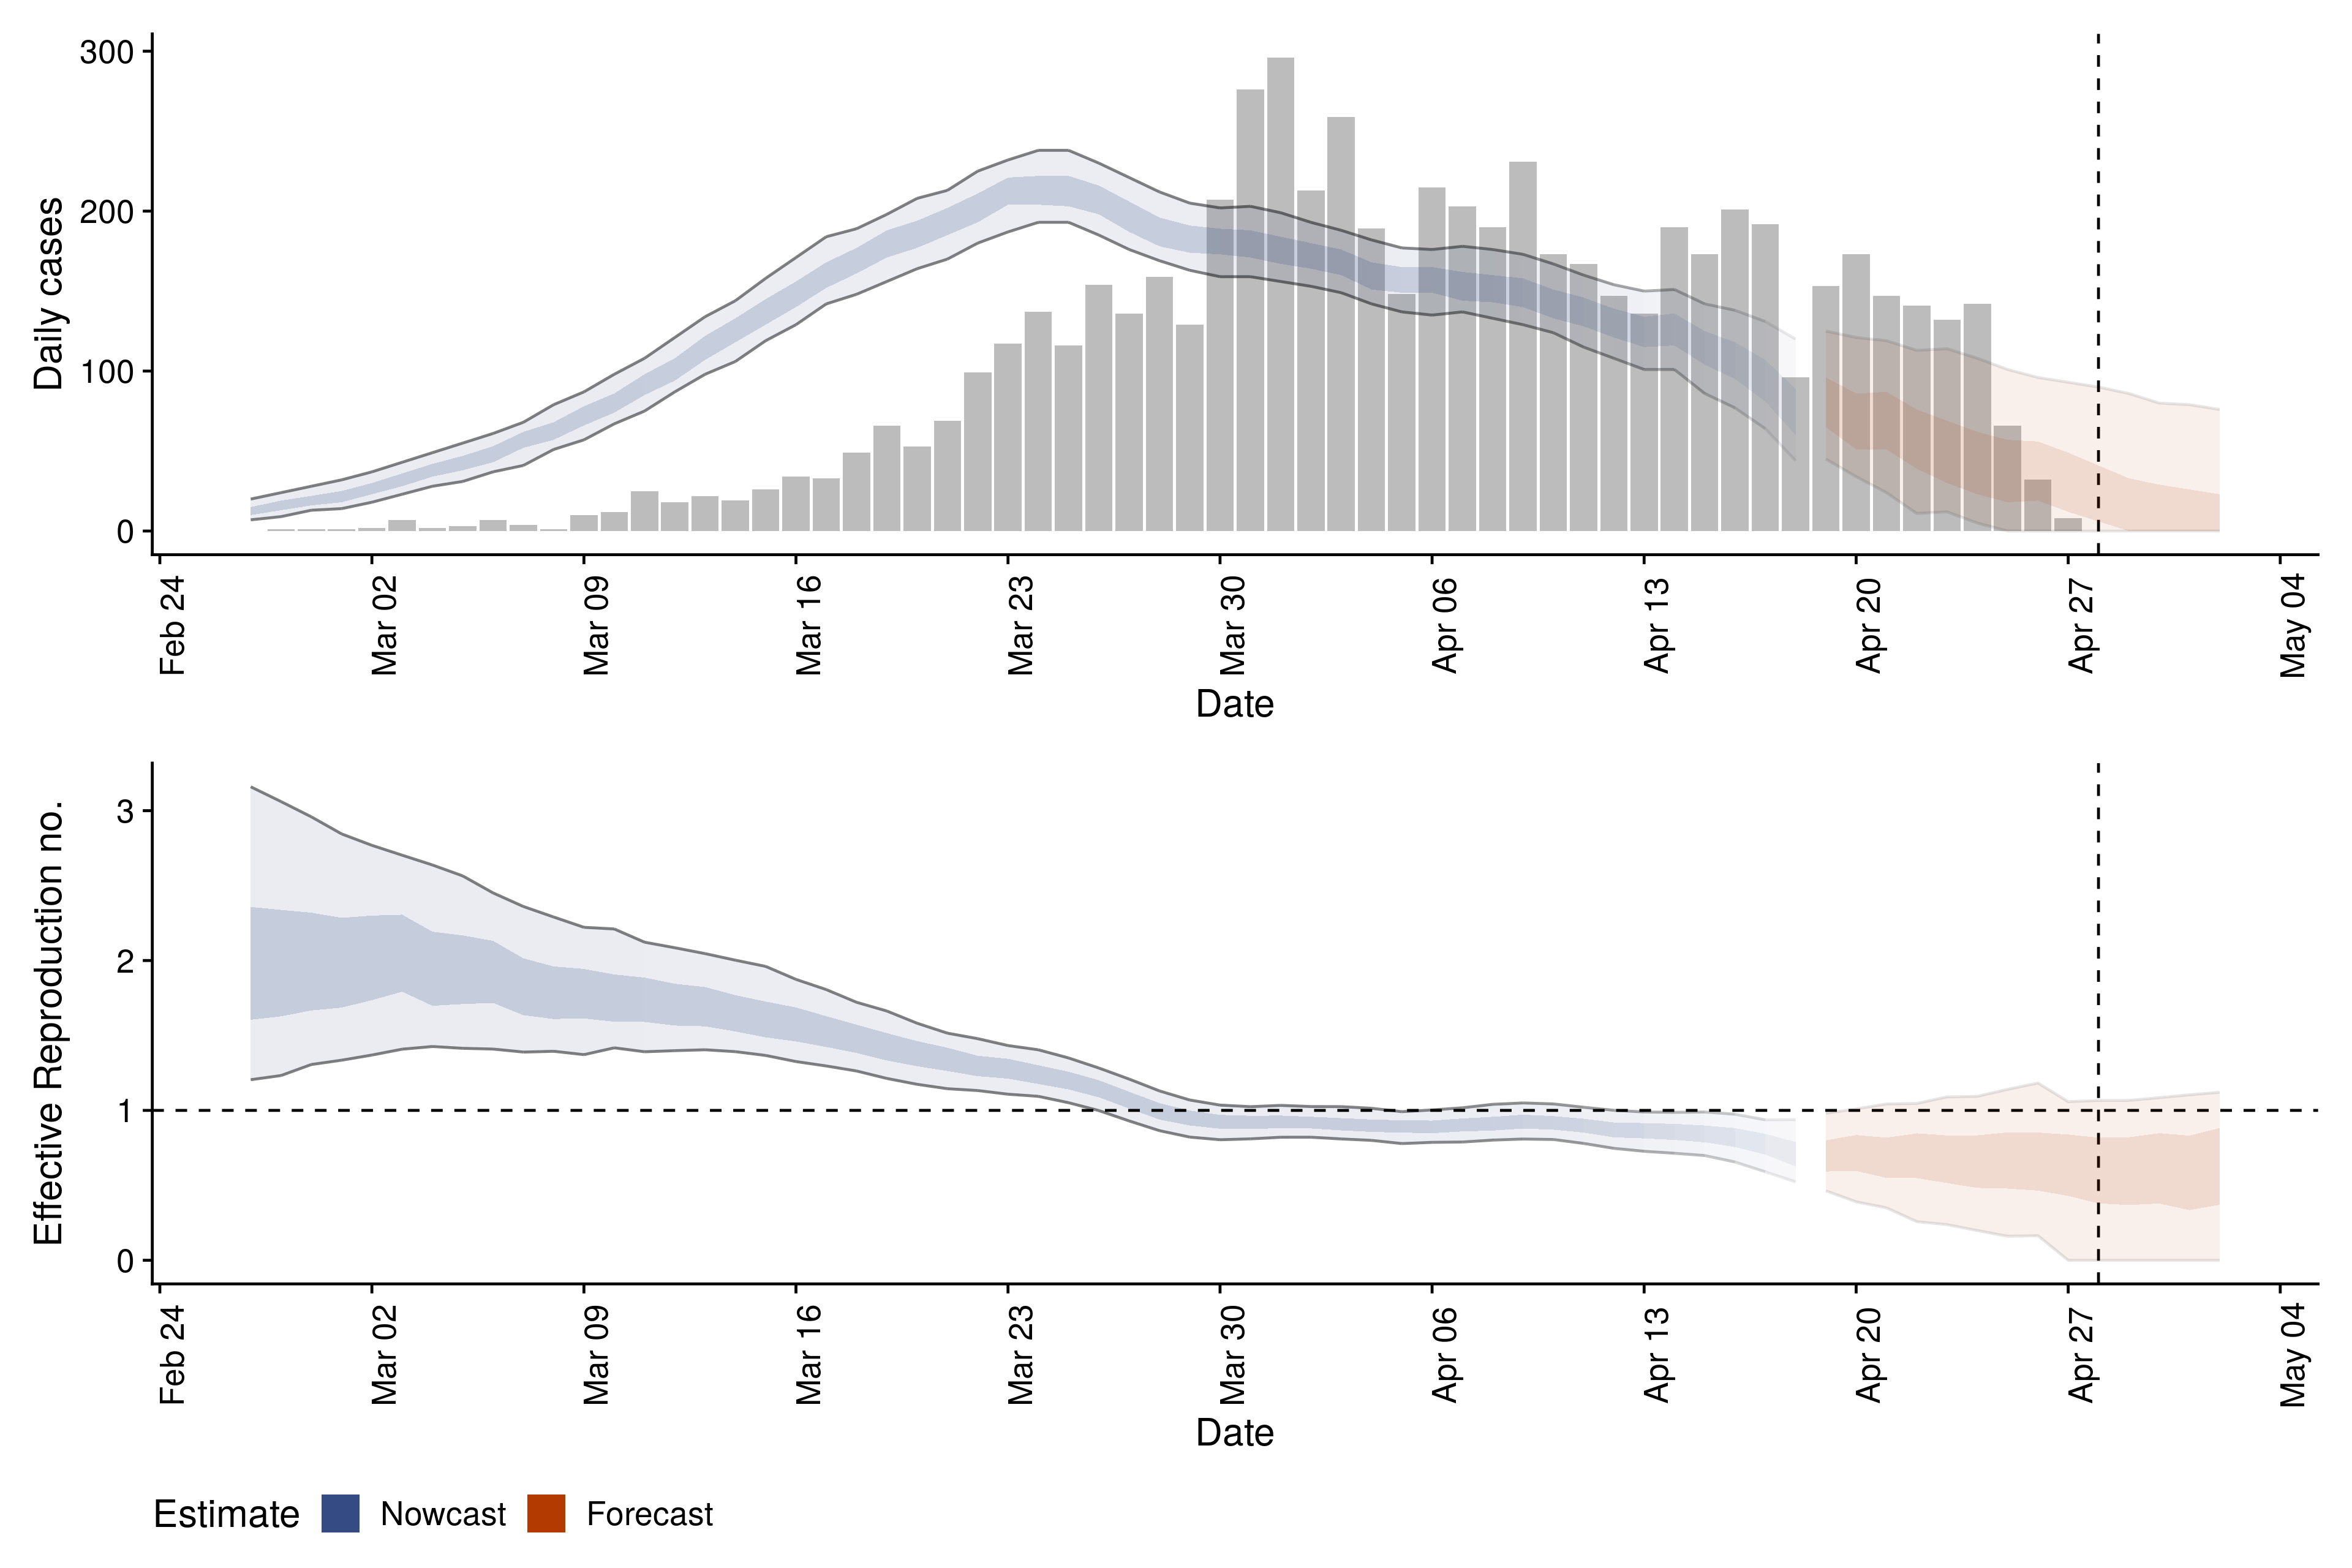 300
200
100
0
Daily cases
Feb 24
Mar 02
Mar 09
Mar 16
Mar 23
Mar 30
Apr 06
Apr 13
Apr 20
Apr 27
May 04
Date
3
2
1
0
Effective Reproduction no.
Feb 24
Mar 02
Mar 09
Mar 16
Mar 23
Mar 30
Apr 06
Apr 13
Apr 20
Apr 27
May 04
Date
Estimate Nowcast Forecast